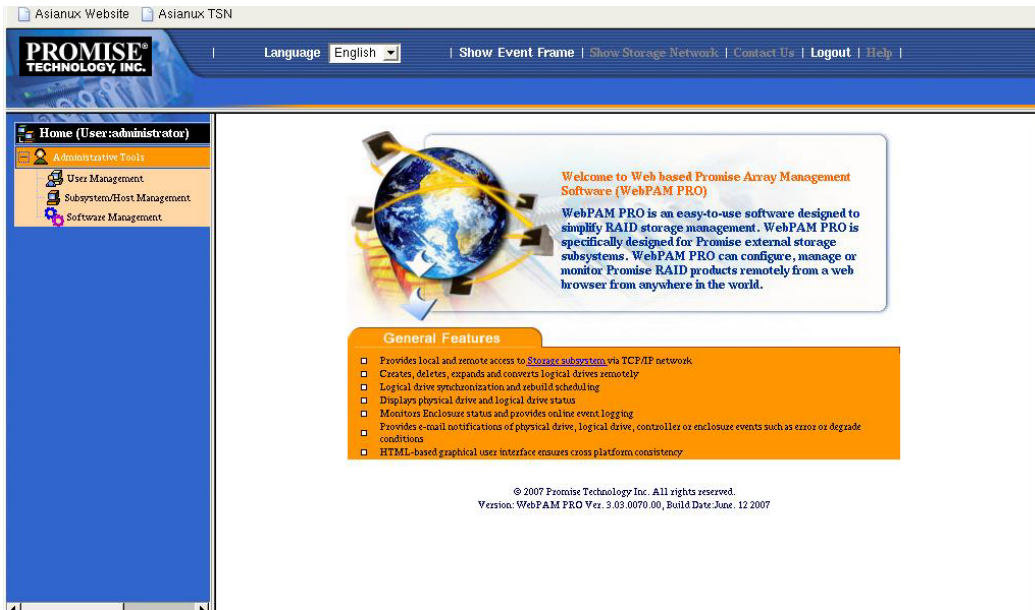 Asianux Website Asianux TSN
PROMISE®
TECHNOLOGY, INC.
| Language English | Show Event Frame | Show Storage Network | Contact Us | Logout | Help |
Home (User:administrator)
Administrative Tools
User Management
Subsystem/Host Management
Software Management
Welcome to Web based Promise Array Management
Software (WebPAM PRO)
WebPAM PRO is an easy-to-use software designed to
simplify RAID storage management. WebPAM PRO is
specifically designed for Promise external storage
subsystems. WebPAM PRO can configure, manage or
monitor Promise RAID products remotely from a web
browser from anywhere in the world.
General Features
Provides local and remote access to Storage subsystem via TCP/IP network
Creates, deletes, expands and converts logical drives remotely
Logical drive synchronization and rebuild scheduling
Displays physical drive and logical drive status
Monitors Enclosure status and provides online event logging
Provides e-mail notifications of physical drive, logical drive, controller or enclosure events such as error or degrade
conditions
HTML-based graphical user interface ensures cross platform consistency
© 2007 Promise Technology Inc. All rights reserved.
Version: WebPAM PRO Ver. 3.03.0070.00, Build Date:June. 12 2007